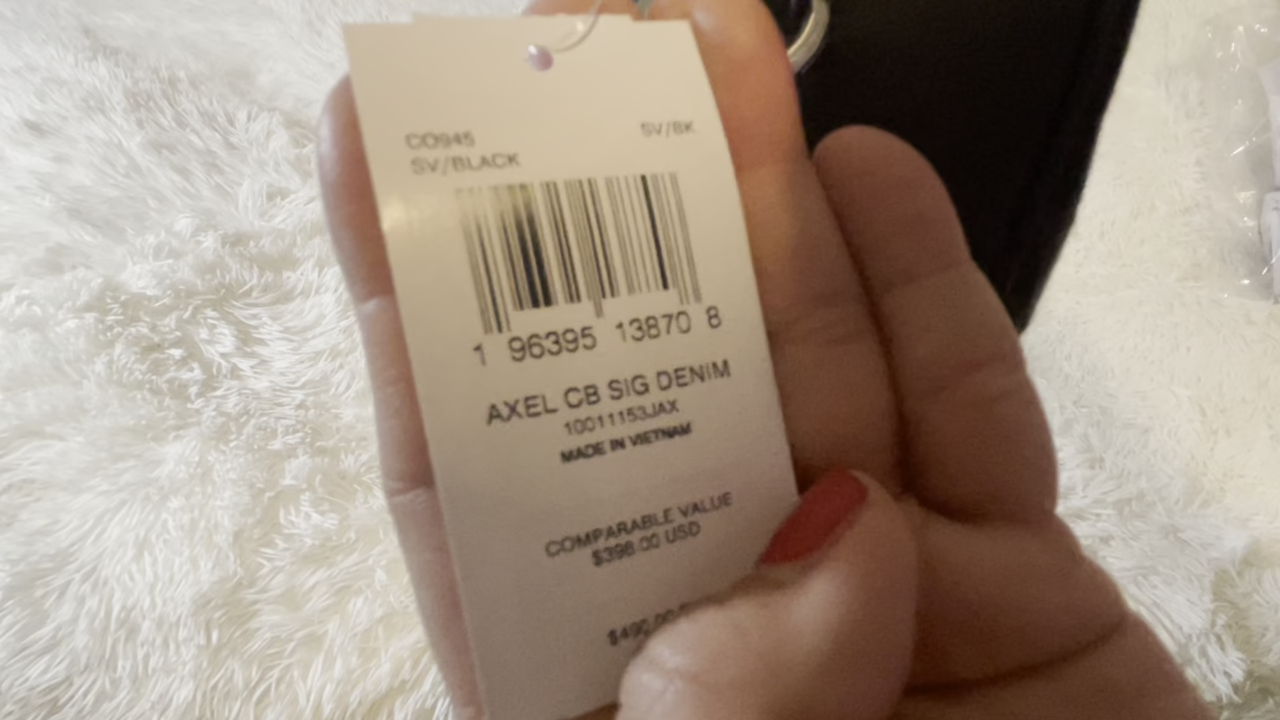 CO945 SV/BK
SV/BLACK
1 96395 13870 8
AXEL CB SIG DENIM
10011153JAX
MADE IN VIETNAM
COMPARABLE VALUE
$398.00 USD